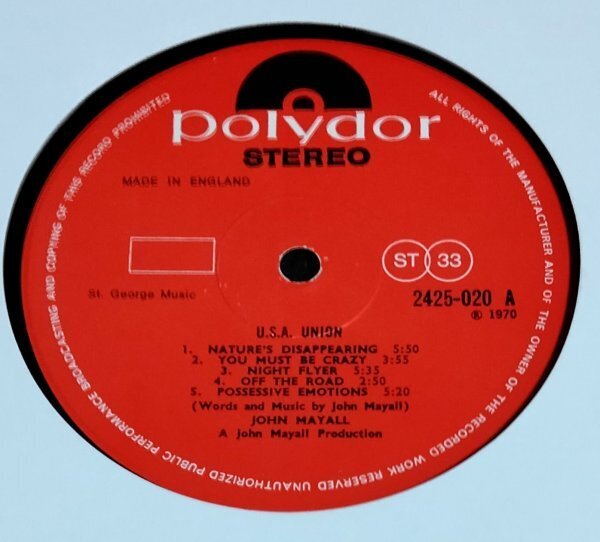 polydor
STEREO
MADE IN ENGLAND
St. George Music
ST 33
2425-020 A
℗ 1970
U.S.A. UNION
1. NATURE'S DISAPPEARING 5:50
2. YOU MUST BE CRAZY 3:55
3. NIGHT FLYER 5:35
4. OFF THE ROAD 2:50
5. POSSESSIVE EMOTIONS 5:20
(Words and Music by John Mayall)
JOHN MAYALL
A John Mayall Production
ALL RIGHTS OF THE MANUFACTURER AND OF THE OWNER OF THE RECORDED WORK RESERVED UNAUTHORIZED PUBLIC PERFORMANCE BROADCASTING AND COPYING OF THIS RECORD PROHIBITED